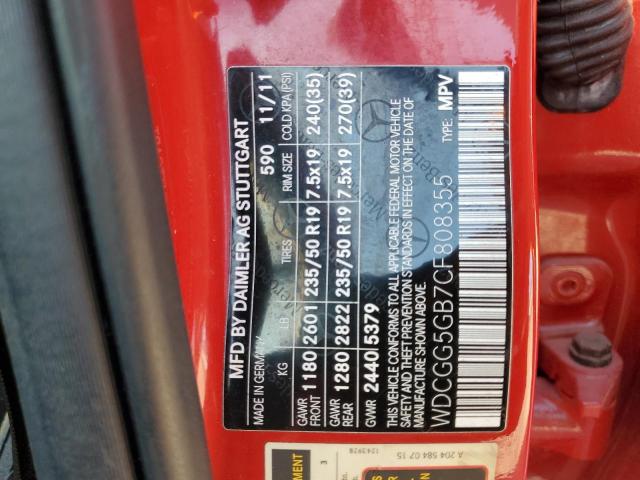 MFD BY DAIMLER AG STUTTGART
MADE IN GERMANY 590 11/11
KG LB TIRES RIM SIZE COLD KPA (PSI)
GAWR FRONT 1180 2601 235/50 R19 7.5x19 240(35)
GAWR REAR 1280 2822 235/50 R19 7.5x19 270(39)
GVWR 2440 5379
THIS VEHICLE CONFORMS TO ALL APPLICABLE FEDERAL MOTOR VEHICLE
SAFETY AND THEFT PREVENTION STANDARDS IN EFFECT ON THE DATE OF
MANUFACTURE SHOWN ABOVE.
WDCGG5GB7CF808355 TYPE: MPV
1243928
A 204 584 07 15
3